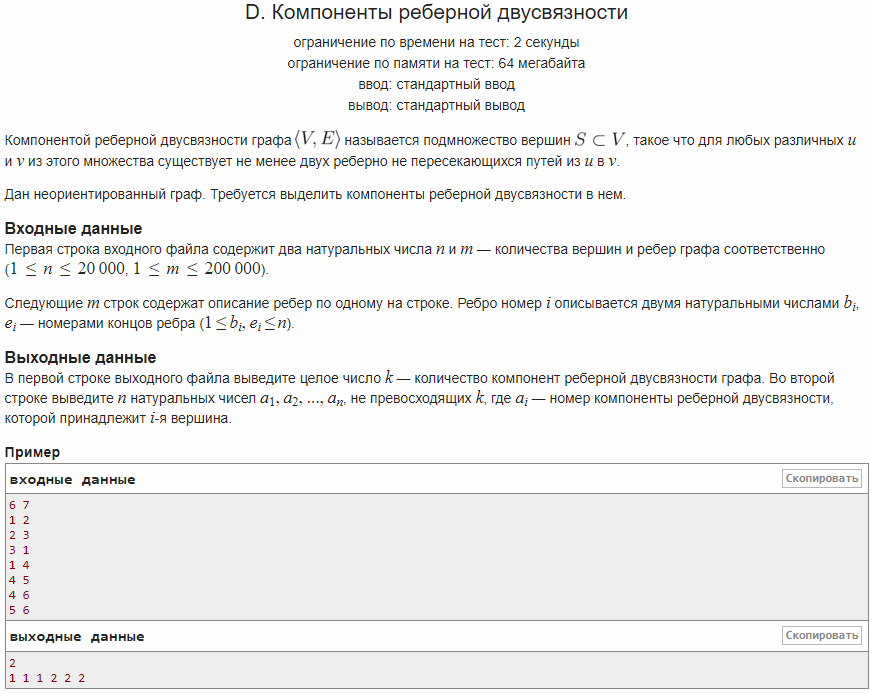 D. Компоненты реберной двусвязности
ограничение по времени на тест: 2 секунды
ограничение по памяти на тест: 64 мегабайта
ввод: стандартный ввод
вывод: стандартный вывод
Компонентой реберной двусвязности графа ⟨V, E⟩ называется подмножество вершин S ⊂ V, такое что для любых различных u
и v из этого множества существует не менее двух реберно не пересекающихся путей из u в v.
Дан неориентированный граф. Требуется выделить компоненты реберной двусвязности в нем.
Входные данные
Первая строка входного файла содержит два натуральных числа n и m — количества вершин и ребер графа соответственно
(1 ≤ n ≤ 20 000, 1 ≤ m ≤ 200 000).
Следующие m строк содержат описание ребер по одному на строке. Ребро номер i описывается двумя натуральными числами b_i,
e_i — номерами концов ребра (1 ≤ b_i, e_i ≤ n).
Выходные данные
В первой строке выходного файла выведите целое число k — количество компонент реберной двусвязности графа. Во второй
строке выведите n натуральных чисел a_1, a_2, ..., a_n, не превосходящих k, где a_i — номер компоненты реберной двусвязности,
которой принадлежит i-я вершина.
Пример
входные данные
Скопировать
6 7
1 2
2 3
3 1
1 4
4 5
4 6
5 6
выходные данные
Скопировать
2
1 1 1 2 2 2